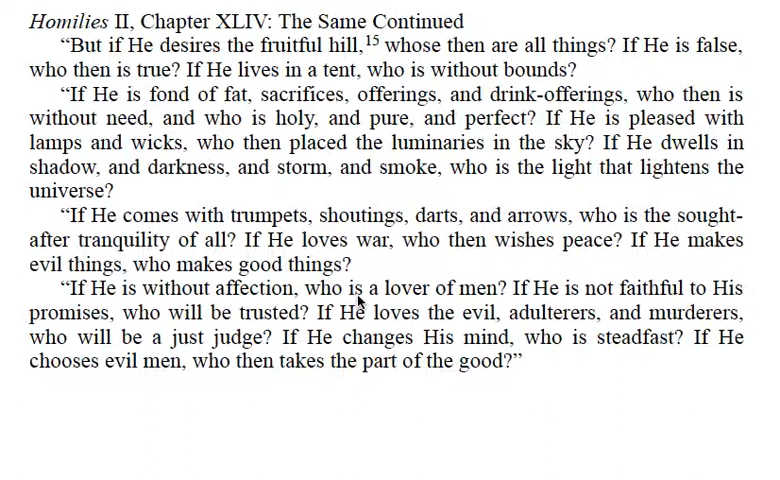 Homilies II, Chapter XLIV: The Same Continued
“But if He desires the fruitful hill,15 whose then are all things? If He is false,
who then is true? If He lives in a tent, who is without bounds?
“If He is fond of fat, sacrifices, offerings, and drink-offerings, who then is
without need, and who is holy, and pure, and perfect? If He is pleased with
lamps and wicks, who then placed the luminaries in the sky? If He dwells in
shadow, and darkness, and storm, and smoke, who is the light that lightens the
universe?
“If He comes with trumpets, shoutings, darts, and arrows, who is the sought-
after tranquility of all? If He loves war, who then wishes peace? If He makes
evil things, who makes good things?
“If He is without affection, who is a lover of men? If He is not faithful to His
promises, who will be trusted? If He loves the evil, adulterers, and murderers,
who will be a just judge? If He changes His mind, who is steadfast? If He
chooses evil men, who then takes the part of the good?”